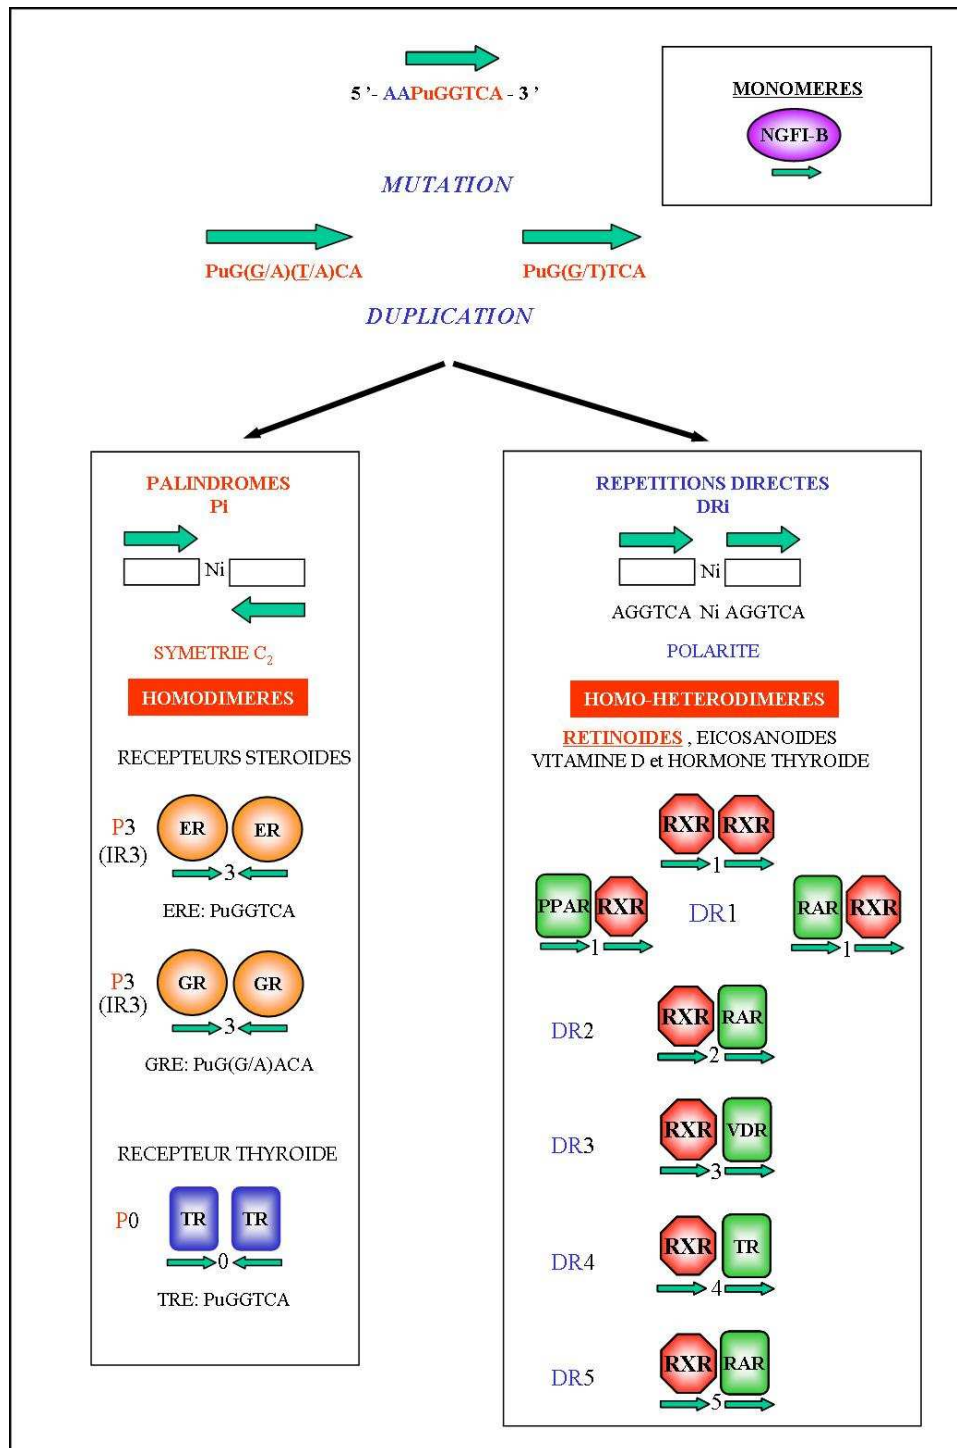 5 '- AAPuGGTCA - 3 '
MONOMERES
NGFI-B
MUTATION
PuG(G/A)(T/A)CA
PuG(G/T)TCA
DUPLICATION
PALINDROMES
Pi
Ni
SYMETRIE C2
HOMODIMERES
RECEPTEURS STEROIDES
P3
(IR3)
ER ER
3
ERE: PuGGTCA
P3
(IR3)
GR GR
3
GRE: PuG(G/A)ACA
RECEPTEUR THYROIDE
P0
TR TR
0
TRE: PuGGTCA
REPETITIONS DIRECTES
DRi
Ni
AGGTCA Ni AGGTCA
POLARITE
HOMO-HETERODIMERES
RETINOIDES , EICOSANOIDES
VITAMINE D et HORMONE THYROIDE
RXR RXR
1
PPAR RXR
1
DR1
RAR RXR
1
DR2
RXR RAR
2
DR3
RXR VDR
3
DR4
RXR TR
4
DR5
RXR RAR
5